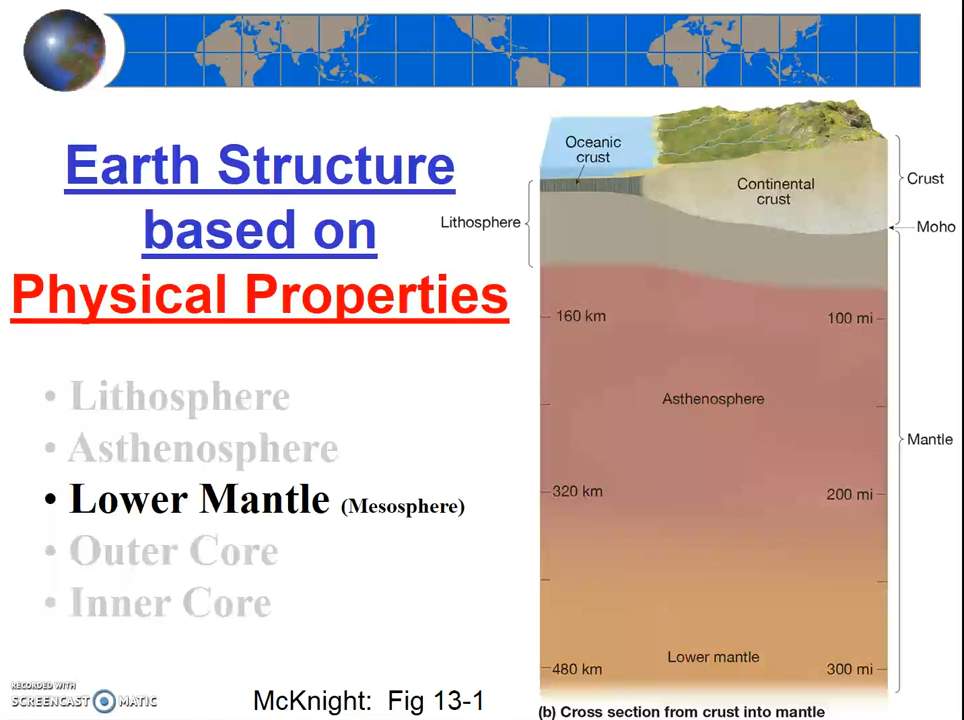 Earth Structure
based on
Physical Properties
• Lithosphere
• Asthenosphere
• Lower Mantle (Mesosphere)
• Outer Core
• Inner Core
RECORDED WITH
SCREENCAST MATIC
McKnight: Fig 13-1
Oceanic
crust
Continental
crust
Crust
Lithosphere
Moho
160 km
100 mi
Asthenosphere
Mantle
320 km
200 mi
Lower mantle
480 km
300 mi
(b) Cross section from crust into mantle